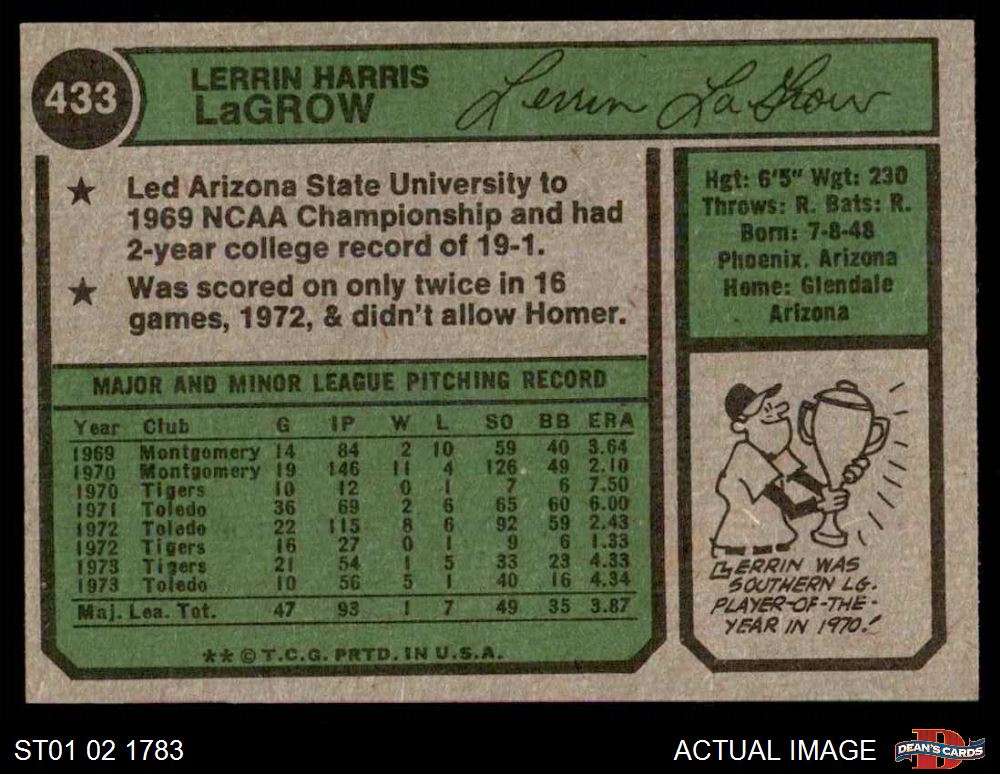 433
LERRIN HARRIS
LaGROW
Lerrin LaGrow
★ Led Arizona State University to
1969 NCAA Championship and had
2-year college record of 19-1.
★ Was scored on only twice in 16
games, 1972, & didn't allow Homer.
Hgt: 6'5" Wgt: 230
Throws: R. Bats: R.
Born: 7-8-48
Phoenix, Arizona
Home: Glendale
Arizona
MAJOR AND MINOR LEAGUE PITCHING RECORD
Year Club G IP W L SO BB ERA
1969 Montgomery 14 84 2 10 59 40 3.64
1970 Montgomery 19 146 11 4 126 49 2.10
1970 Tigers 10 12 0 1 7 6 7.50
1971 Toledo 36 69 2 6 65 60 6.00
1972 Toledo 22 115 8 6 92 59 2.43
1972 Tigers 16 27 0 1 9 6 1.33
1973 Tigers 21 54 1 5 33 23 4.33
1973 Toledo 10 56 5 1 40 16 4.34
Maj. Lea. Tot. 47 93 1 7 49 35 3.87
** © T.C.G. PRTD. IN U.S.A.
LERRIN WAS
SOUTHERN LG.
PLAYER-OF-THE-
YEAR IN 1970!
ST01 02 1783
ACTUAL IMAGE
DEAN'S CARDS